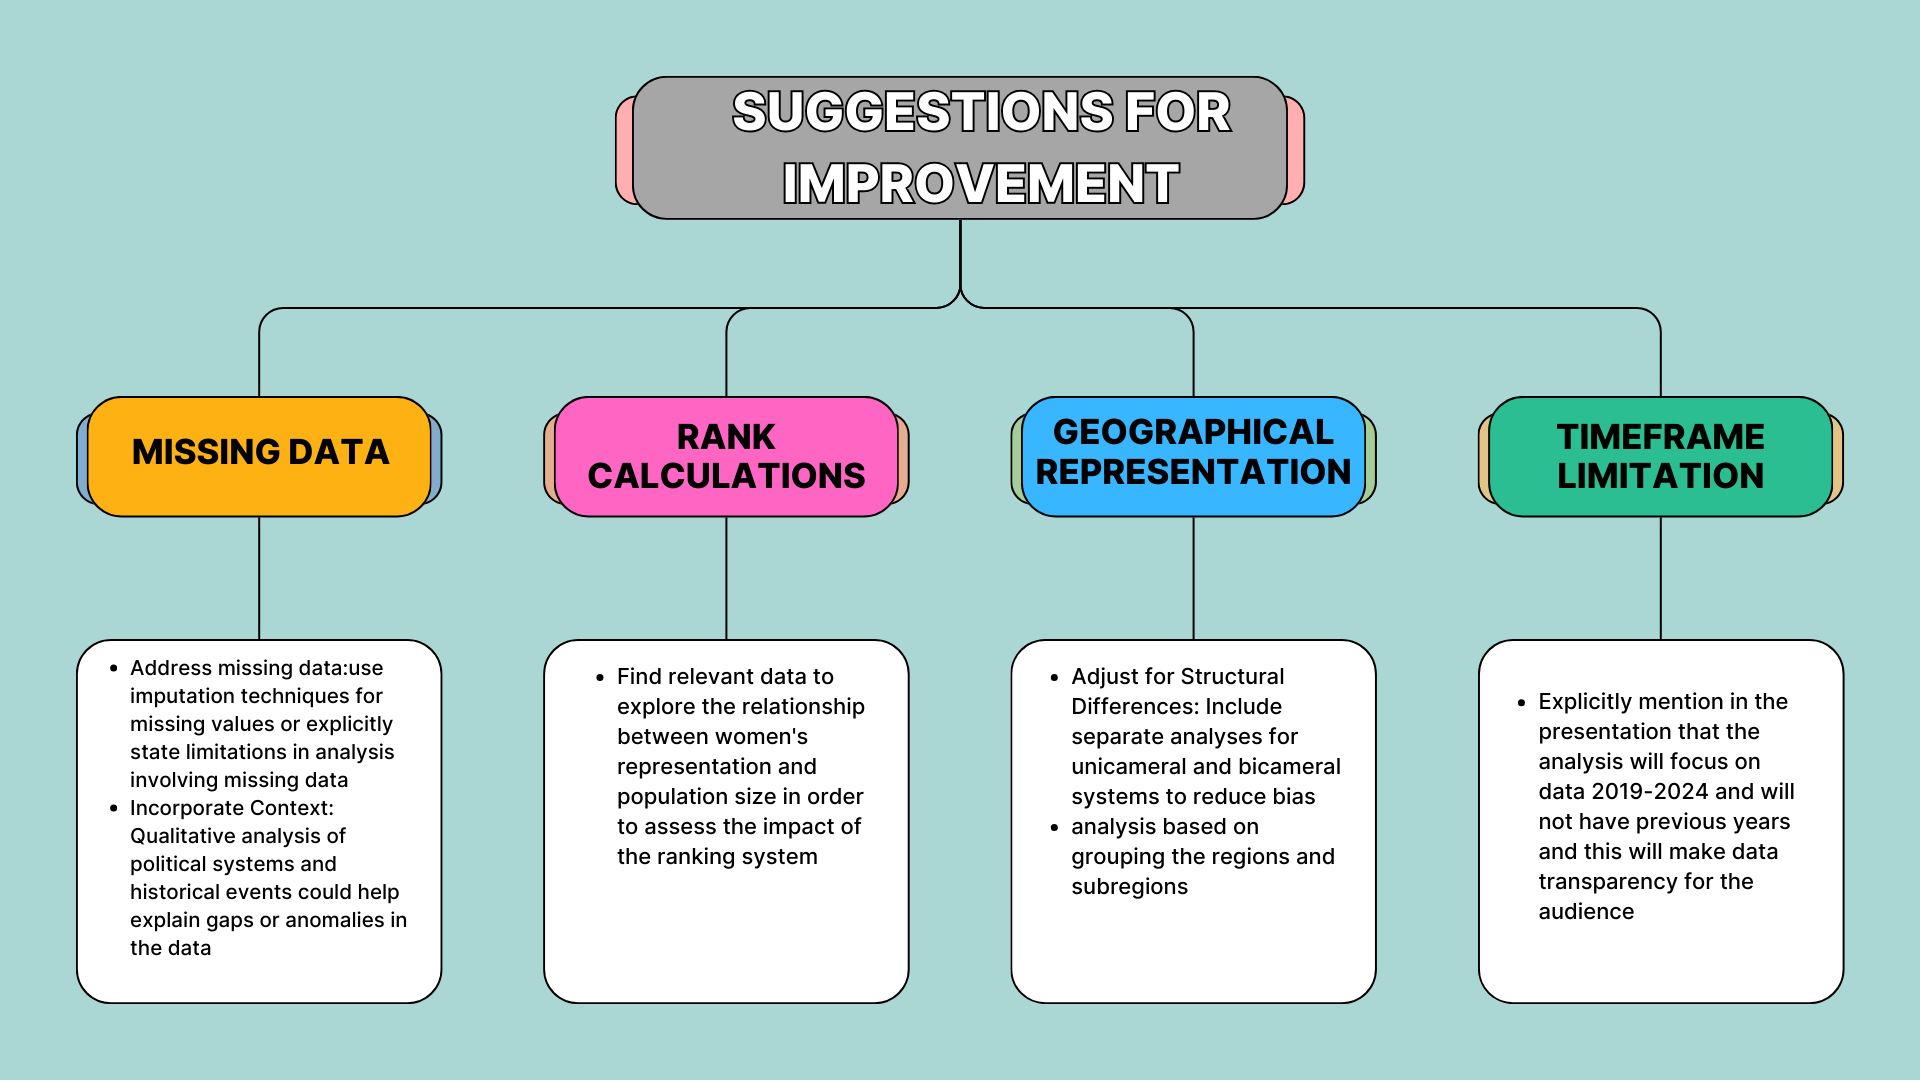 SUGGESTIONS FOR
IMPROVEMENT
MISSING DATA
• Address missing data:use
imputation techniques for
missing values or explicitly
state limitations in analysis
involving missing data
• Incorporate Context:
Qualitative analysis of
political systems and
historical events could help
explain gaps or anomalies in
the data
RANK
CALCULATIONS
• Find relevant data to
explore the relationship
between women's
representation and
population size in order
to assess the impact of
the ranking system
GEOGRAPHICAL
REPRESENTATION
• Adjust for Structural
Differences: Include
separate analyses for
unicameral and bicameral
systems to reduce bias
• analysis based on
grouping the regions and
subregions
TIMEFRAME
LIMITATION
• Explicitly mention in the
presentation that the
analysis will focus on
data 2019-2024 and will
not have previous years
and this will make data
transparency for the
audience